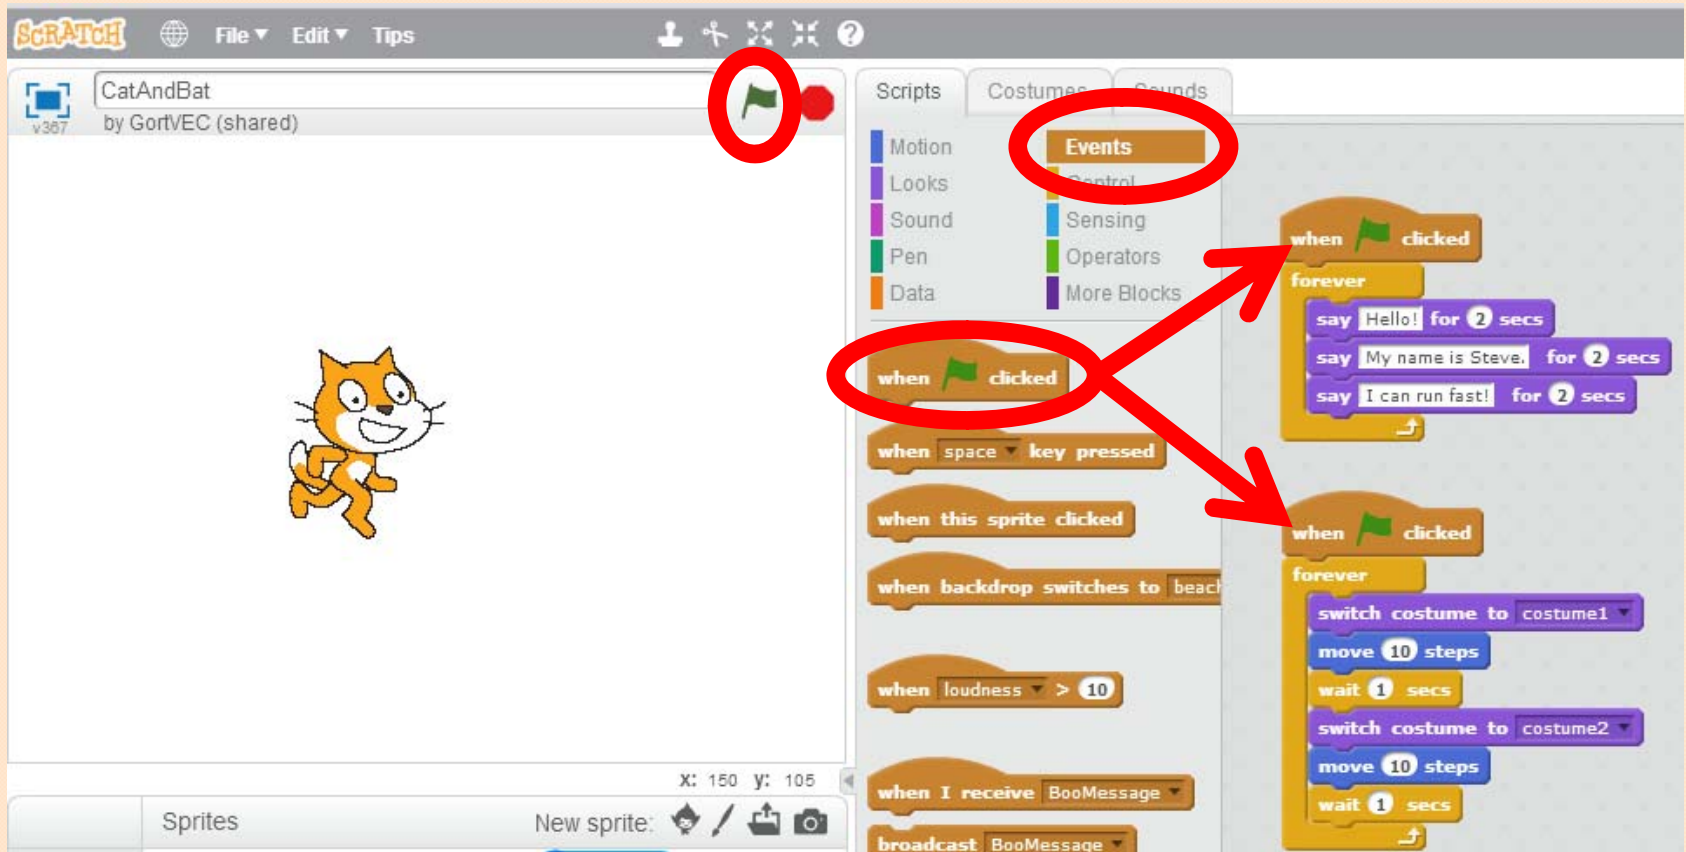 SCRATCH File Edit Tips
CatAndBat
v367 by GortVEC (shared)
x: 150 y: 105
Sprites New sprite:
Scripts Costumes Sounds
Motion Events
Looks Control
Sound Sensing
Pen Operators
Data More Blocks
when clicked
when space key pressed
when this sprite clicked
when backdrop switches to beach
when loudness > 10
when I receive BooMessage
broadcast BooMessage
when clicked
forever
say Hello! for 2 secs
say My name is Steve. for 2 secs
say I can run fast! for 2 secs
when clicked
forever
switch costume to costume1
move 10 steps
wait 1 secs
switch costume to costume2
move 10 steps
wait 1 secs